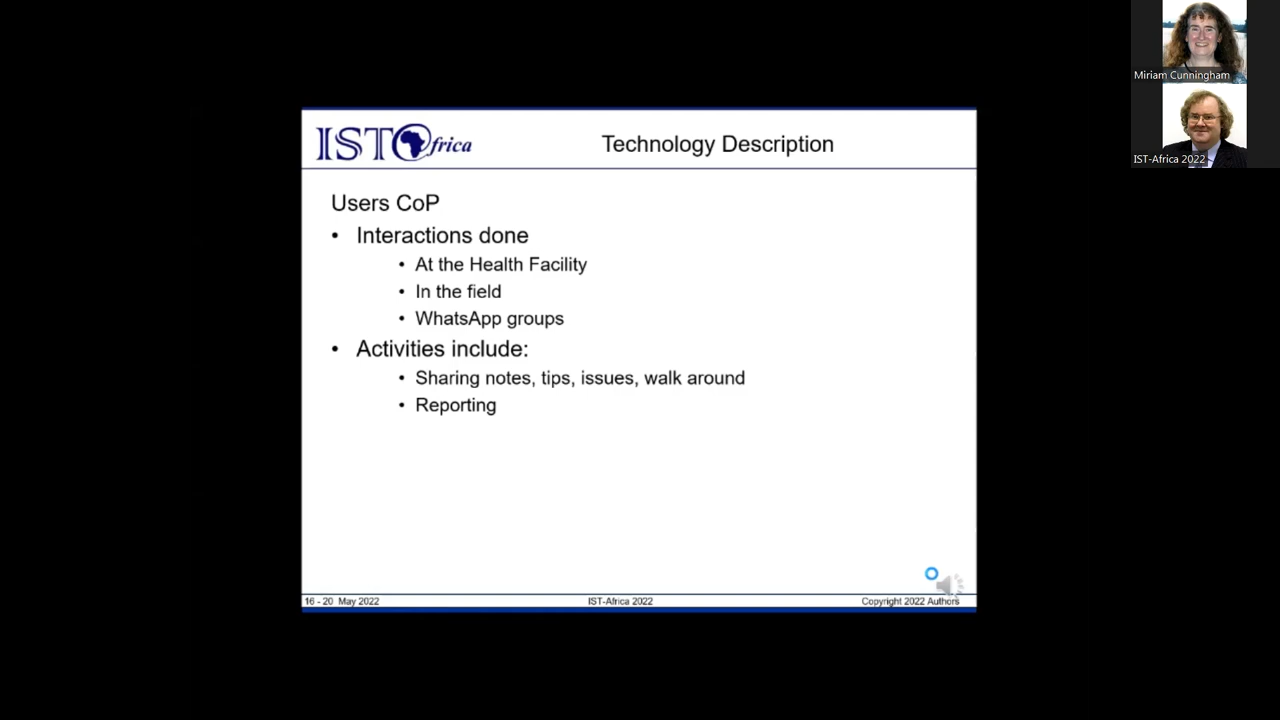 Miriam Cunningham
IST-Africa 2022
ISTAfrica
Technology Description
Users CoP
• Interactions done
• At the Health Facility
• In the field
• WhatsApp groups
• Activities include:
• Sharing notes, tips, issues, walk around
• Reporting
16 - 20 May 2022
IST-Africa 2022
Copyright 2022 Authors